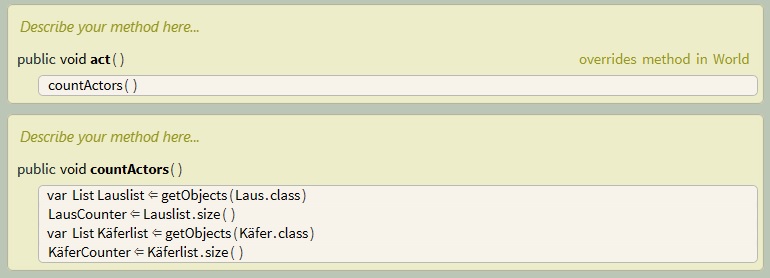 Describe your method here...
public void act()
overrides method in World
countActors()
Describe your method here...
public void countActors()
var List Lauslist ⇐ getObjects(Laus.class)
LausCounter ⇐ Lauslist.size()
var List Käferlist ⇐ getObjects(Käfer.class)
KäferCounter ⇐ Käferlist.size()